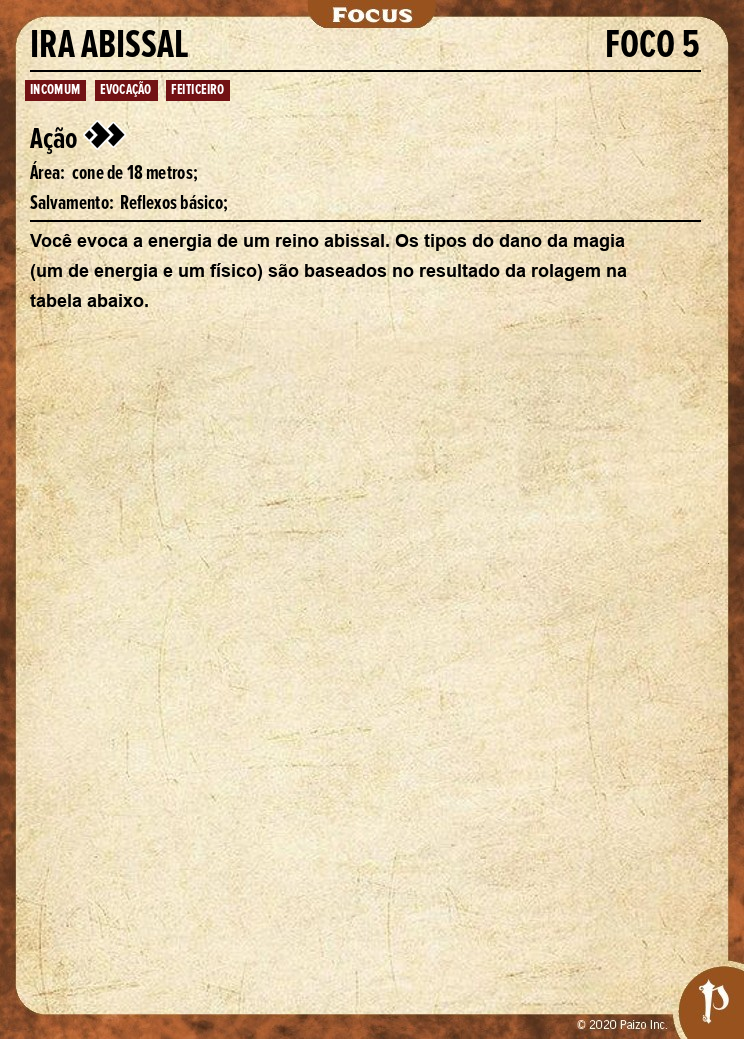 Focus
IRA ABISSAL FOCO 5
INCOMUM EVOCAÇÃO FEITICEIRO
Ação
Área: cone de 18 metros;
Salvamento: Reflexos básico;
Você evoca a energia de um reino abissal. Os tipos do dano da magia
(um de energia e um físico) são baseados no resultado da rolagem na
tabela abaixo.
© 2020 Paizo Inc.